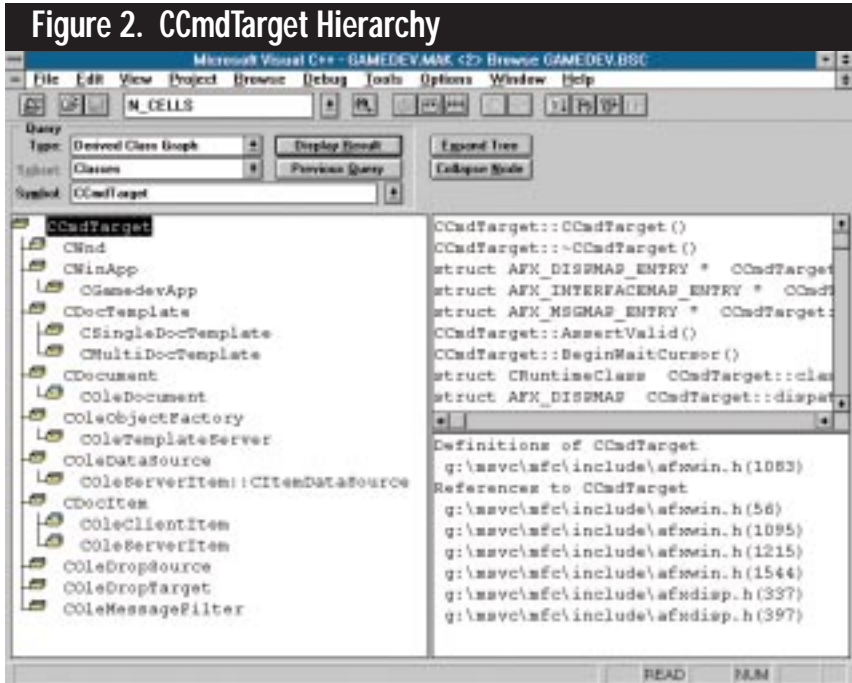 Figure 2. CCmdTarget Hierarchy
Microsoft Visual C++ - GAMEDEV.MAK <2> Browse GAMEDEV.BSC
File Edit View Project Browse Debug Tools Options Window Help
N_CELLS
Query
Type: Derived Class Graph Display Result Expand Tree
Subset: Classes Previous Query Collapse Node
Symbol: CCmdTarget
CCmdTarget
CWnd
CWinApp
CGamedevApp
CDocTemplate
CSingleDocTemplate
CMultiDocTemplate
CDocument
COleDocument
COleObjectFactory
COleTemplateServer
COleDataSource
COleServerItem::CItemDataSource
CDocItem
COleClientItem
COleServerItem
COleDropSource
COleDropTarget
COleMessageFilter
CCmdTarget::CCmdTarget()
CCmdTarget::~CCmdTarget()
struct AFX_DISPMAP_ENTRY * CCmdTarget
struct AFX_INTERFACEMAP_ENTRY * CCmdT
struct AFX_MSGMAP_ENTRY * CCmdTarget:
CCmdTarget::AssertValid()
CCmdTarget::BeginWaitCursor()
struct CRuntimeClass CCmdTarget::clas
struct AFX_DISPMAP CCmdTarget::dispat
Definitions of CCmdTarget
g:\msvc\mfc\include\afxwin.h(1083)
References to CCmdTarget
g:\msvc\mfc\include\afxwin.h(56)
g:\msvc\mfc\include\afxwin.h(1095)
g:\msvc\mfc\include\afxwin.h(1215)
g:\msvc\mfc\include\afxwin.h(1544)
g:\msvc\mfc\include\afxdisp.h(337)
g:\msvc\mfc\include\afxdisp.h(397)
READ NUM